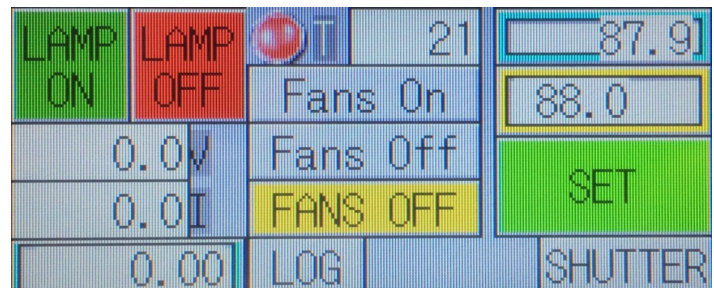 LAMP ON
LAMP OFF
T 21
87.9
Fans On
88.0
0.0V
Fans Off
SET
0.0I
FANS OFF
0.00
LOG
SHUTTER